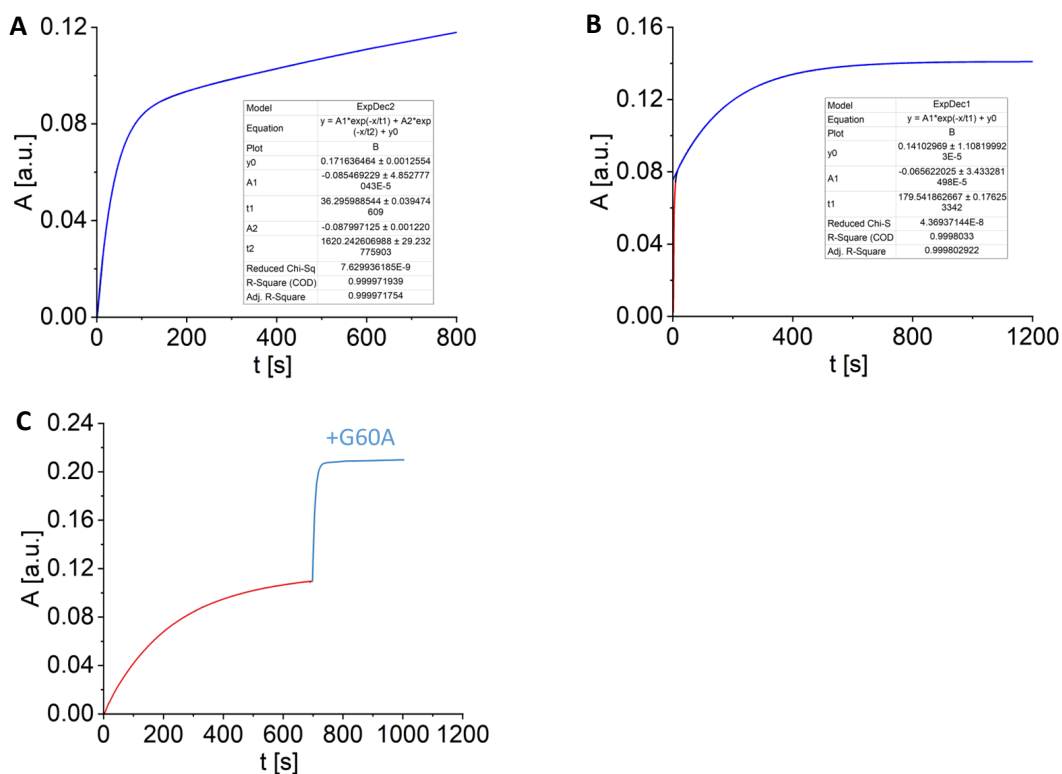 A
0.12
0.08
0.04
0.00
A [a.u.]
0
200
400
600
800
t [s]
Model ExpDec2
Equation y = A1*exp(-x/t1) + A2*exp
(-x/t2) + y0
Plot B
y0 0.171636464 ± 0.0012554
A1 -0.085469229 ± 4.852777
043E-5
t1 36.295988544 ± 0.039474
609
A2 -0.087997125 ± 0.001220
t2 1620.242606988 ± 29.232
775903
Reduced Chi-Sq 7.629936185E-9
R-Square (COD) 0.999971939
Adj. R-Square 0.999971754
B
0.16
0.12
0.08
0.04
0.00
A [a.u.]
0
400
800
1200
t [s]
Model ExpDec1
Equation y = A1*exp(-x/t1) + y0
Plot B
y0 0.14102969 ± 1.10819992
3E-5
A1 -0.065622025 ± 3.433281
498E-5
t1 179.541862667 ± 0.17625
3342
Reduced Chi-S 4.36937144E-8
R-Square (COD 0.9998033
Adj. R-Square 0.999802922
C
0.24
0.20
0.16
0.12
0.08
0.04
0.00
A [a.u.]
+G60A
0
200
400
600
800
1000
1200
t [s]